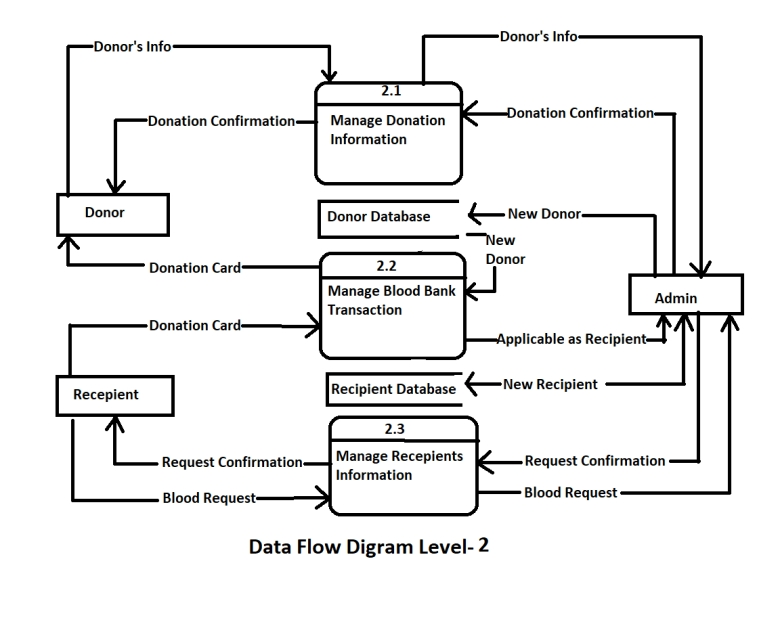 Donor's Info
Donor's Info
2.1
Donation Confirmation
Manage Donation
Information
Donation Confirmation
Donor
Donor Database
New Donor
New
Donor
Donation Card
2.2
Manage Blood Bank
Transaction
Admin
Donation Card
Applicable as Recipient
Recepient
Recipient Database
New Recipient
2.3
Request Confirmation
Manage Recepients
Information
Request Confirmation
Blood Request
Blood Request
Data Flow Digram Level- 2